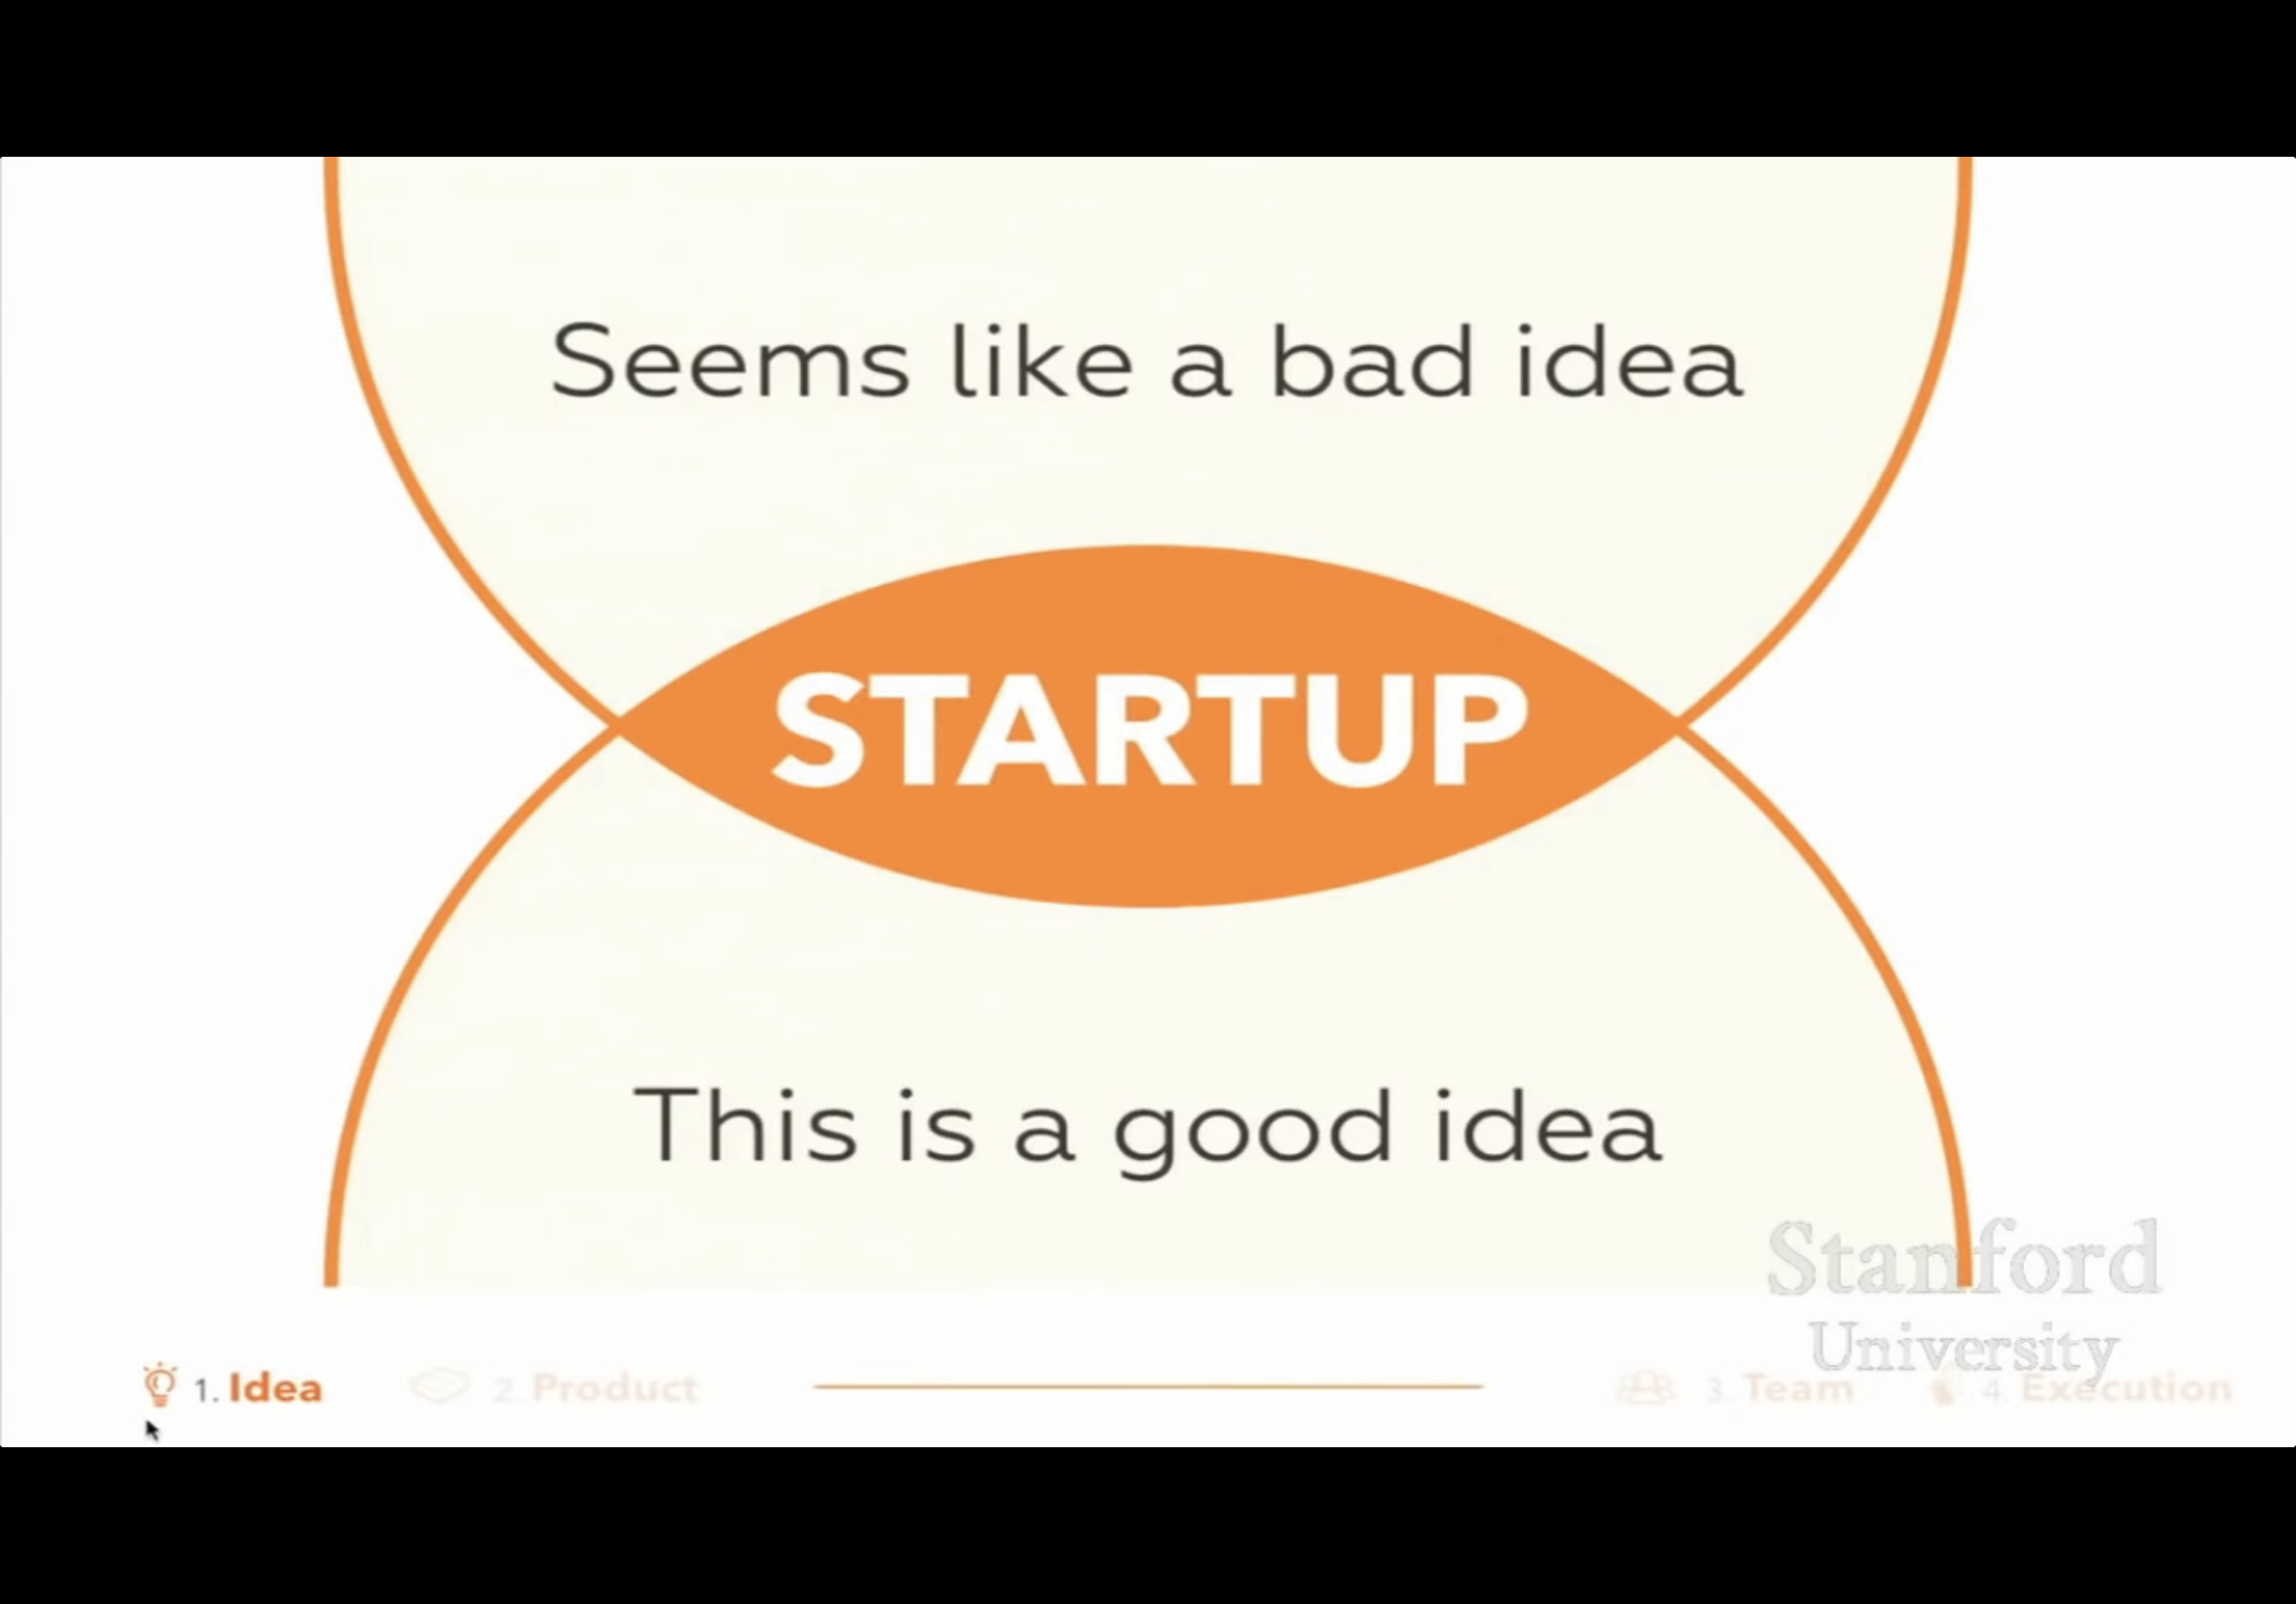 Seems like a bad idea
STARTUP
This is a good idea
Stanford
University
1. Idea
2. Product
3. Team
4. Execution